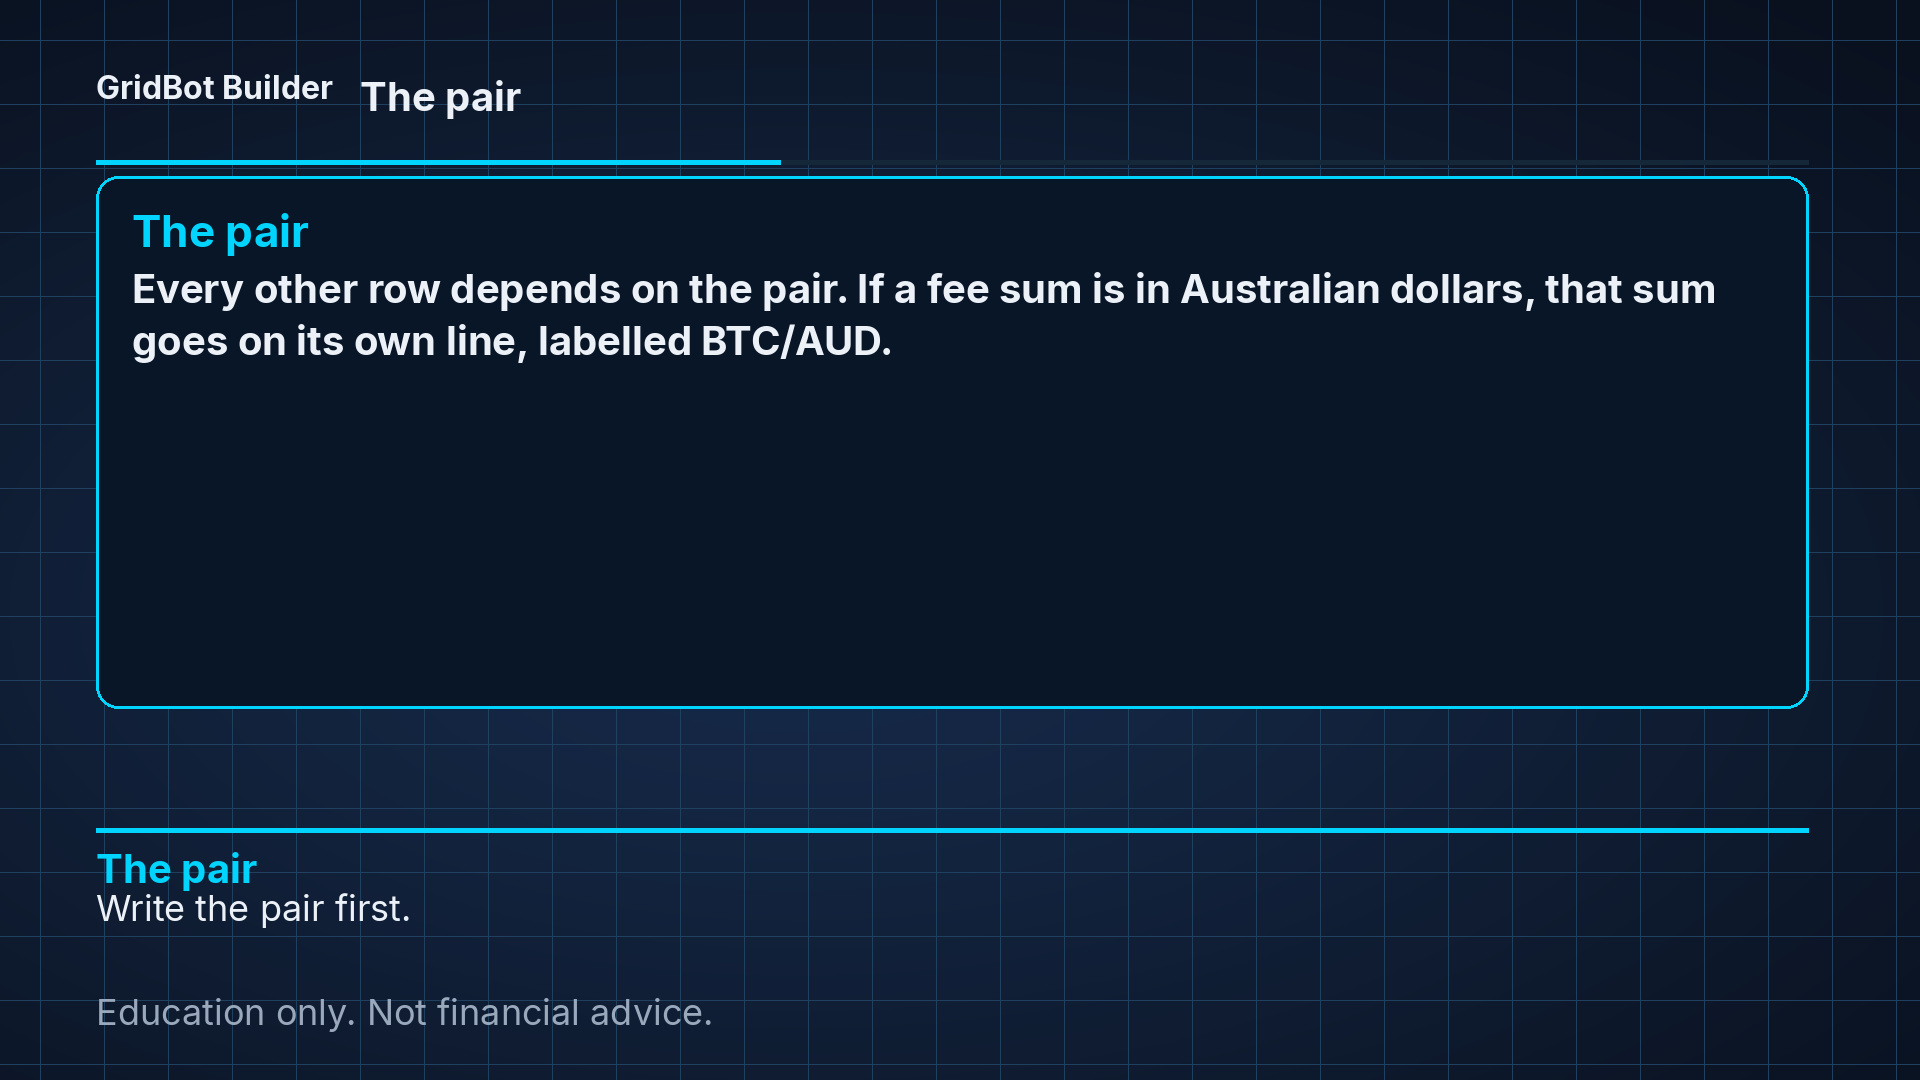 GridBot Builder The pair
The pair
Every other row depends on the pair. If a fee sum is in Australian dollars, that sum
goes on its own line, labelled BTC/AUD.
The pair
Write the pair first.
Education only. Not financial advice.